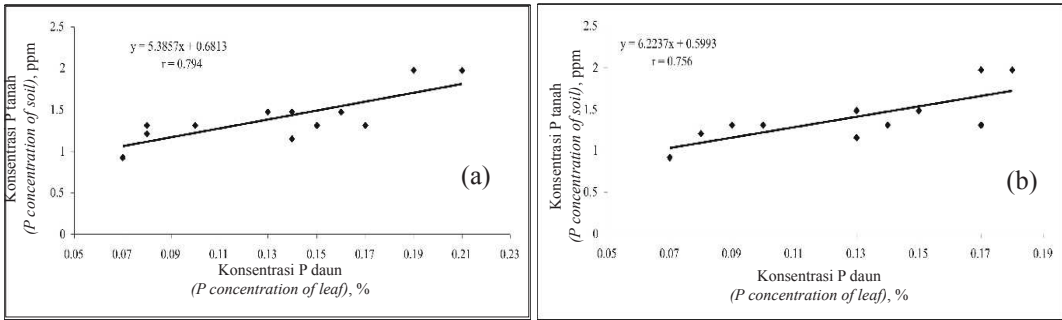 Konsentrasi P tanah
(P concentration of soil), ppm
2.5
2
1.5
1
0.5
0
y = 5.3857x + 0.6813
r = 0.794
(a)
0.05 0.07 0.09 0.11 0.13 0.15 0.17 0.19 0.21 0.23
Konsentrasi P daun
(P concentration of leaf), %
Konsentrasi P tanah
(P concentration of soil), ppm
2.5
2
1.5
1
0.5
0
y = 6.2237x + 0.5993
r = 0.756
(b)
0.05 0.07 0.09 0.11 0.13 0.15 0.17 0.19
Konsentrasi P daun
(P concentration of leaf), %